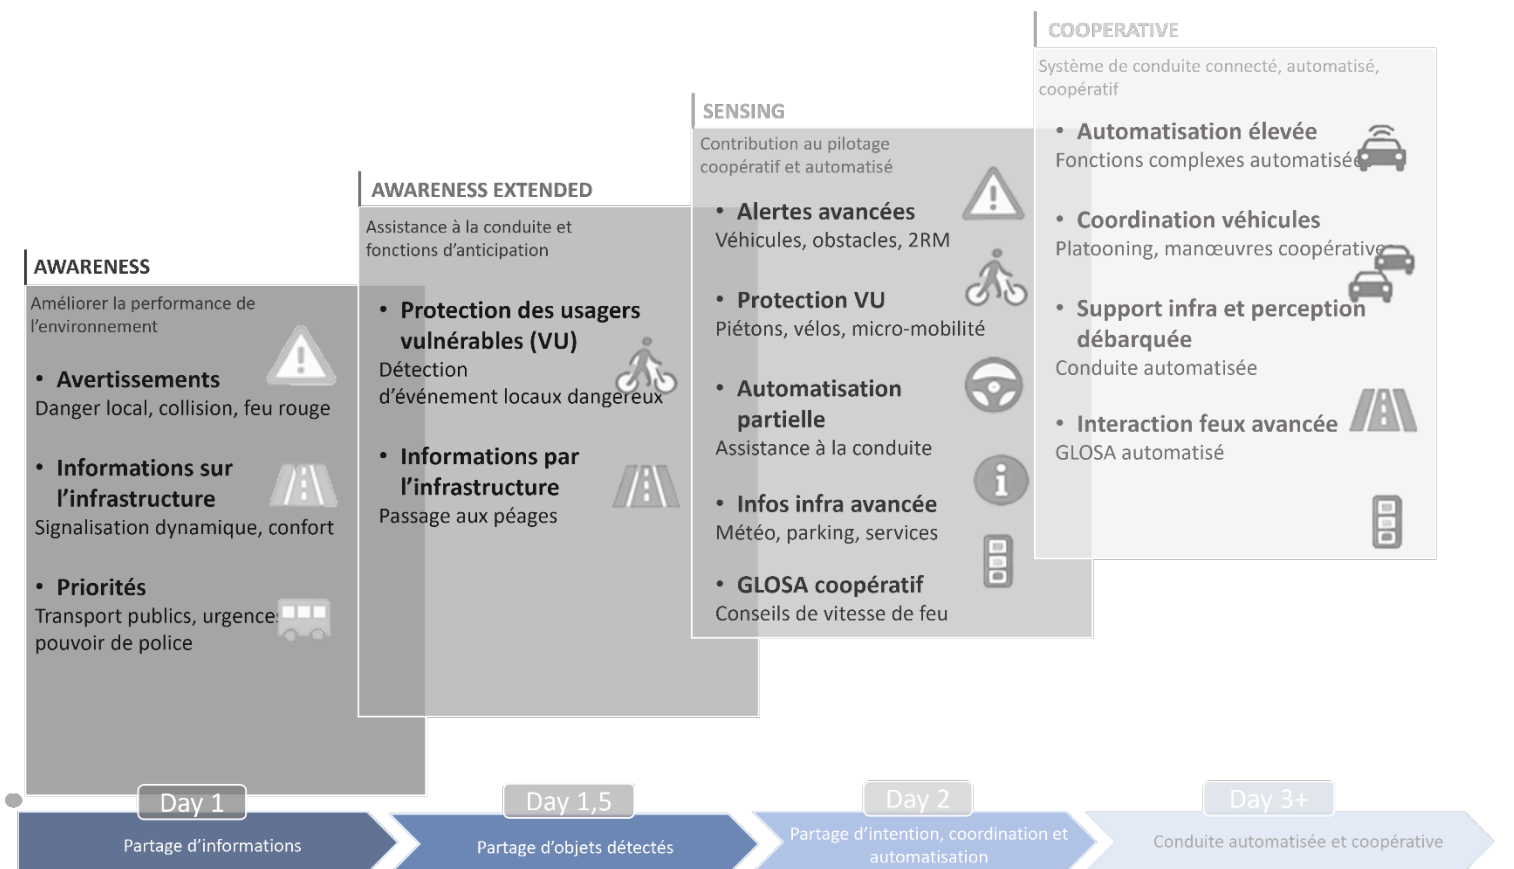 AWARENESS
Améliorer la performance de
l’environnement
• Avertissements
Danger local, collision, feu rouge
• Informations sur
l’infrastructure
Signalisation dynamique, confort
• Priorités
Transport publics, urgences
pouvoir de police
AWARENESS EXTENDED
Assistance à la conduite et
fonctions d’anticipation
• Protection des usagers
vulnérables (VU)
Détection
d’événement locaux dangereux
• Informations par
l’infrastructure
Passage aux péages
SENSING
Contribution au pilotage
coopératif et automatisé
• Alertes avancées
Véhicules, obstacles, 2RM
• Protection VU
Piétons, vélos, micro-mobilité
• Automatisation
partielle
Assistance à la conduite
• Infos infra avancée
Météo, parking, services
• GLOSA coopératif
Conseils de vitesse de feu
COOPERATIVE
Système de conduite connecté, automatisé,
coopératif
• Automatisation élevée
Fonctions complexes automatisées
• Coordination véhicules
Platooning, manœuvres coopératives
• Support infra et perception
débarquée
Conduite automatisée
• Interaction feux avancée
GLOSA automatisé
Day 1
Partage d’informations
Day 1,5
Partage d’objets détectés
Day 2
Partage d’intention, coordination et
automatisation
Day 3+
Conduite automatisée et coopérative